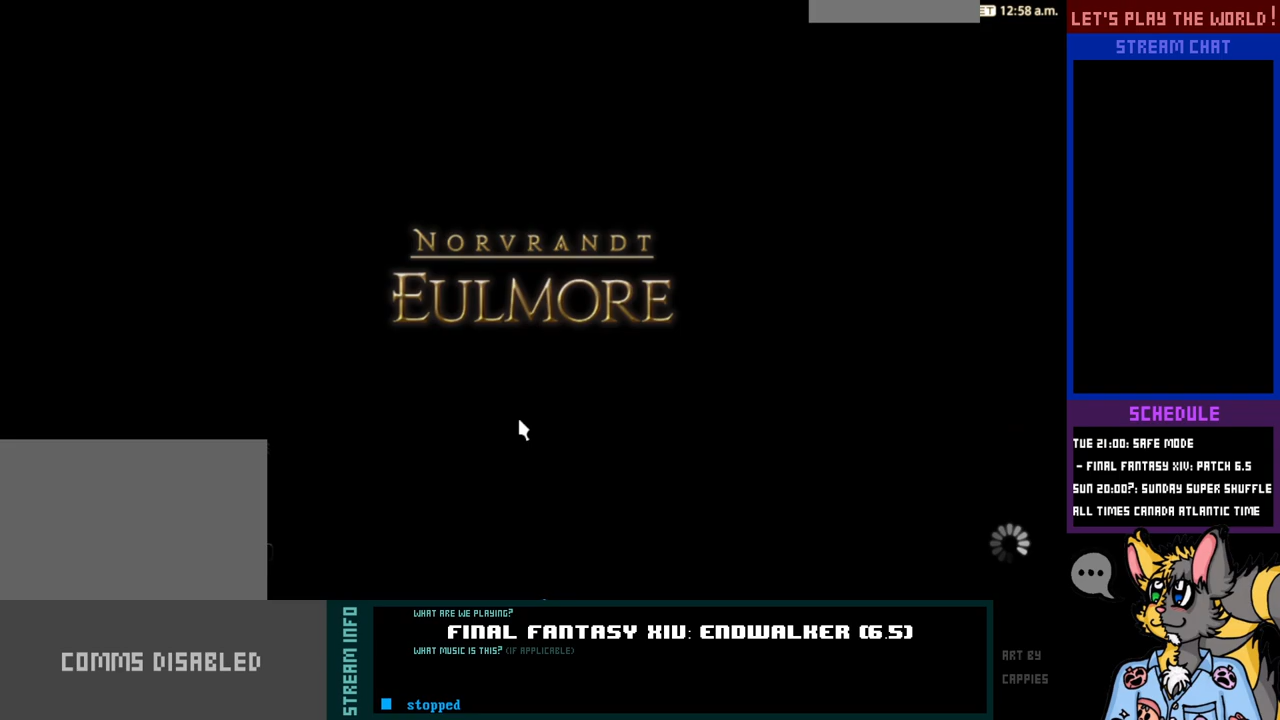 ET 12:58 a.m.
LET'S PLAY THE WORLD!
STREAM CHAT
NORVRANDT
EULMORE
SCHEDULE
TUE 21:00: SAFE MODE
- FINAL FANTASY XIV: PATCH 6.5
SUN 20:00?: SUNDAY SUPER SHUFFLE
ALL TIMES CANADA ATLANTIC TIME
...
COMMS DISABLED
STREAM INFO
WHAT ARE WE PLAYING?
FINAL FANTASY XIV: ENDWALKER (6.5)
WHAT MUSIC IS THIS? (IF APPLICABLE)
stopped
ART BY
CAPPIES